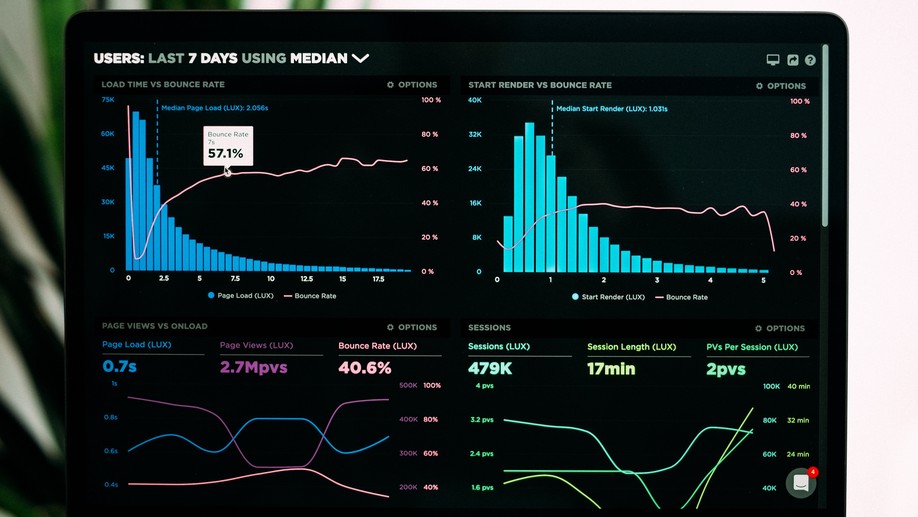 USERS: LAST 7 DAYS USING MEDIAN
LOAD TIME VS BOUNCE RATE
OPTIONS
75K
60K
45K
30K
15K
0
100 %
80 %
60 %
40 %
20 %
0 %
Median Page Load (LUX): 2.056s
Bounce Rate
7s
57.1%
0 2.5 5 7.5 10 12.5 15 17.5
Page Load (LUX) Bounce Rate
START RENDER VS BOUNCE RATE
OPTIONS
40K
32K
24K
16K
8K
0
100 %
80 %
60 %
40 %
20 %
0 %
Median Start Render (LUX): 1.031s
0 1 2 3 4 5
Start Render (LUX) Bounce Rate
PAGE VIEWS VS ONLOAD
OPTIONS
Page Load (LUX)
0.7s
Page Views (LUX)
2.7Mpvs
Bounce Rate (LUX)
40.6%
1s
0.8s
0.6s
0.4s
500K 100%
400K 80%
300K 60%
200K 40%
SESSIONS
OPTIONS
Sessions (LUX)
479K
Session Length (LUX)
17min
PVs Per Session (LUX)
2pvs
4 pvs
3.2 pvs
2.4 pvs
1.6 pvs
100K 40 min
80K 32 min
60K 24 min
40K
4